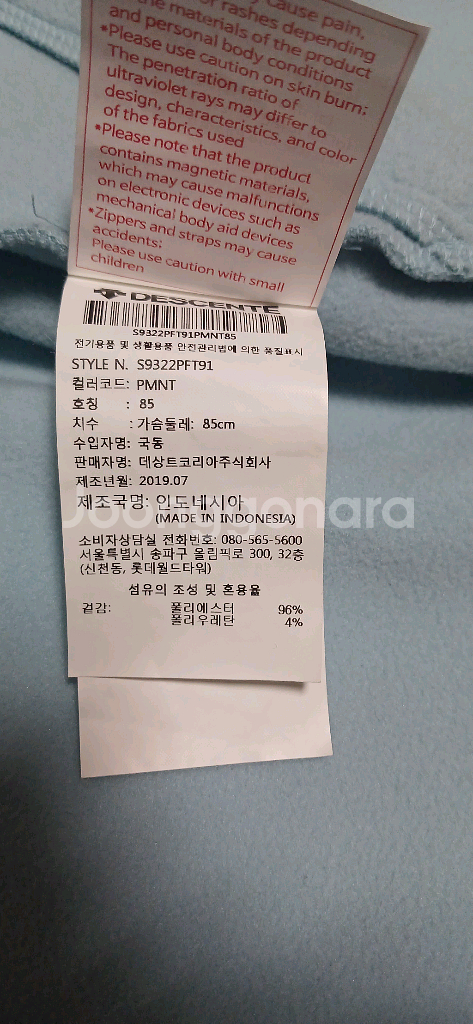 cause pain,
or rashes depending
the materials of the product
and personal body conditions
*Please use caution on skin burn;
The penetration ratio of
ultraviolet rays may differ to
design, characteristics, and color
of the fabrics used
*Please note that the product
contains magnetic materials,
which may cause malfunctions
on electronic devices such as
mechanical body aid devices
*Zippers and straps may cause
accidents;
Please use caution with small
children
DESCENTE
S9322PFT91PMNT85
전기용품 및 생활용품 안전관리법에 의한 품질표시
STYLE N. S9322PFT91
컬러코드: PMNT
호칭 : 85
치수 : 가슴둘레: 85cm
수입자명: 국동
판매자명: 데상트코리아주식회사
제조년월: 2019.07
제조국명: 인도네시아
(MADE IN INDONESIA)
Joonggonara
소비자상담실 전화번호: 080-565-5600
서울특별시 송파구 올림픽로 300, 32층
(신천동, 롯데월드타워)
섬유의 조성 및 혼용율
겉감: 폴리에스터 96%
폴리우레탄 4%